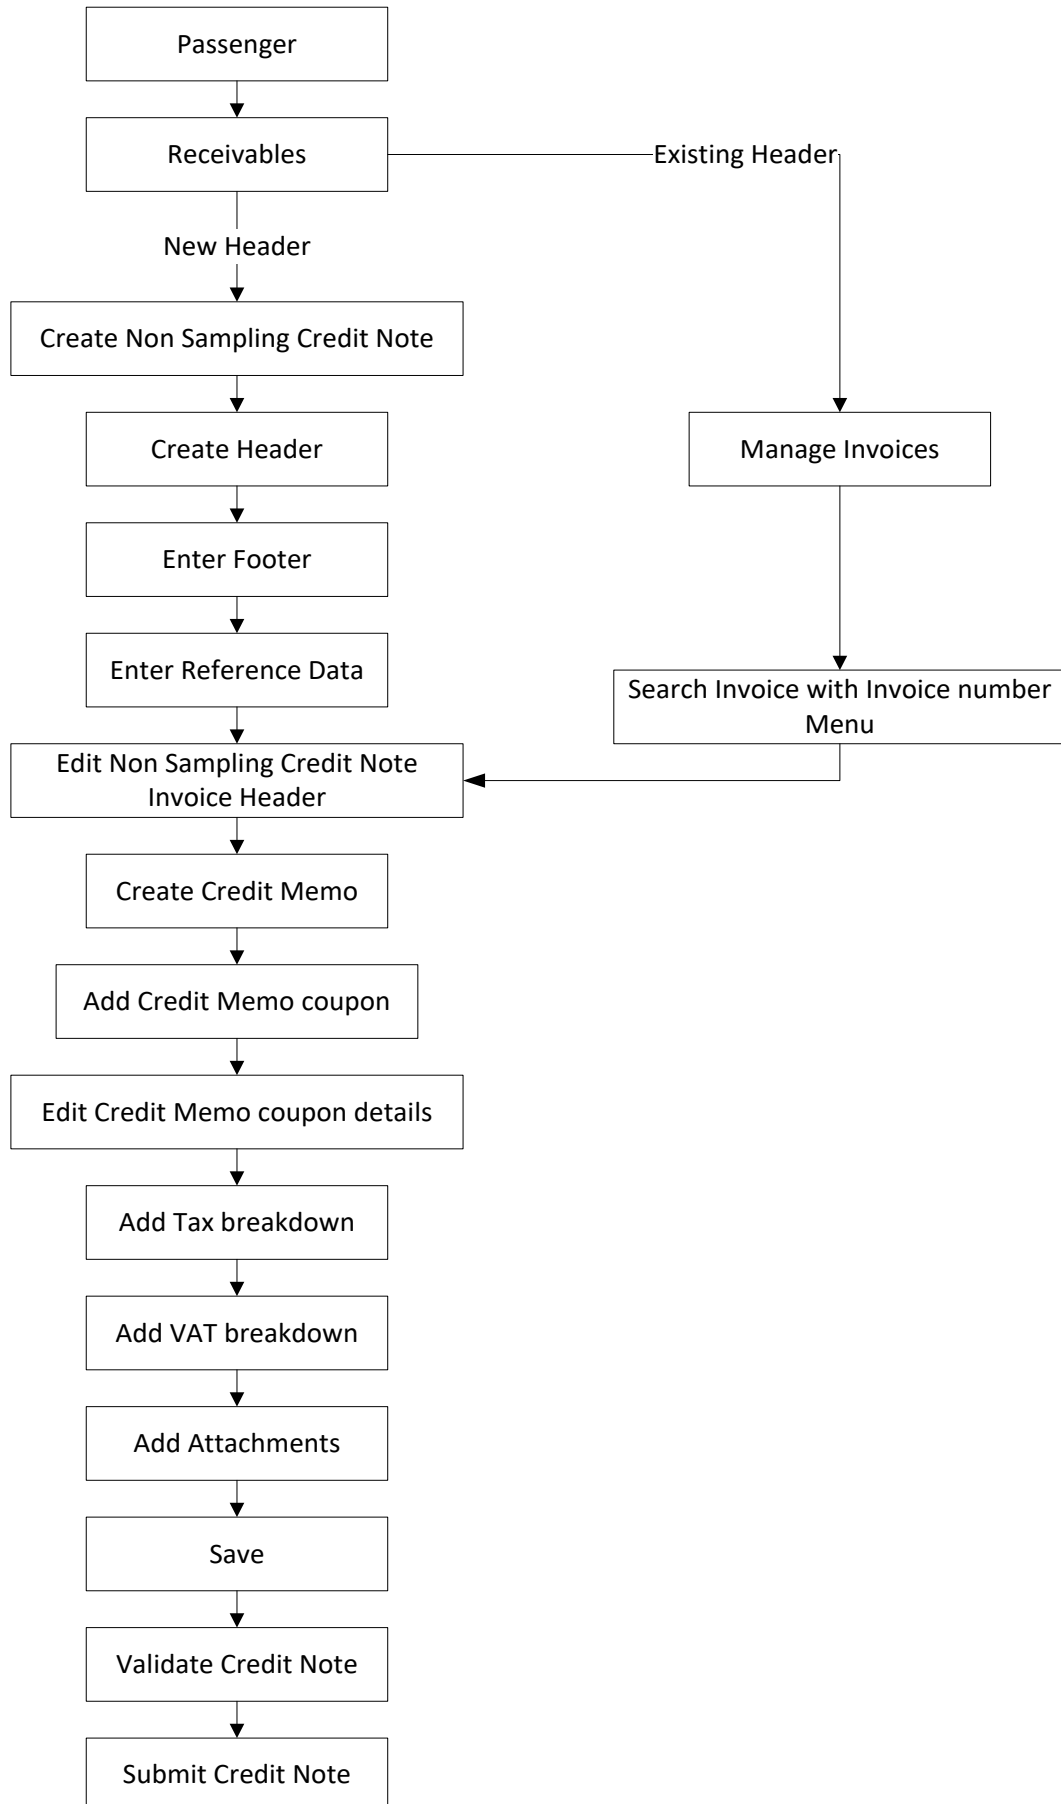 Passenger
Receivables
Existing Header
New Header
Create Non Sampling Credit Note
Create Header
Manage Invoices
Enter Footer
Enter Reference Data
Search Invoice with Invoice number
Menu
Edit Non Sampling Credit Note
Invoice Header
Create Credit Memo
Add Credit Memo coupon
Edit Credit Memo coupon details
Add Tax breakdown
Add VAT breakdown
Add Attachments
Save
Validate Credit Note
Submit Credit Note